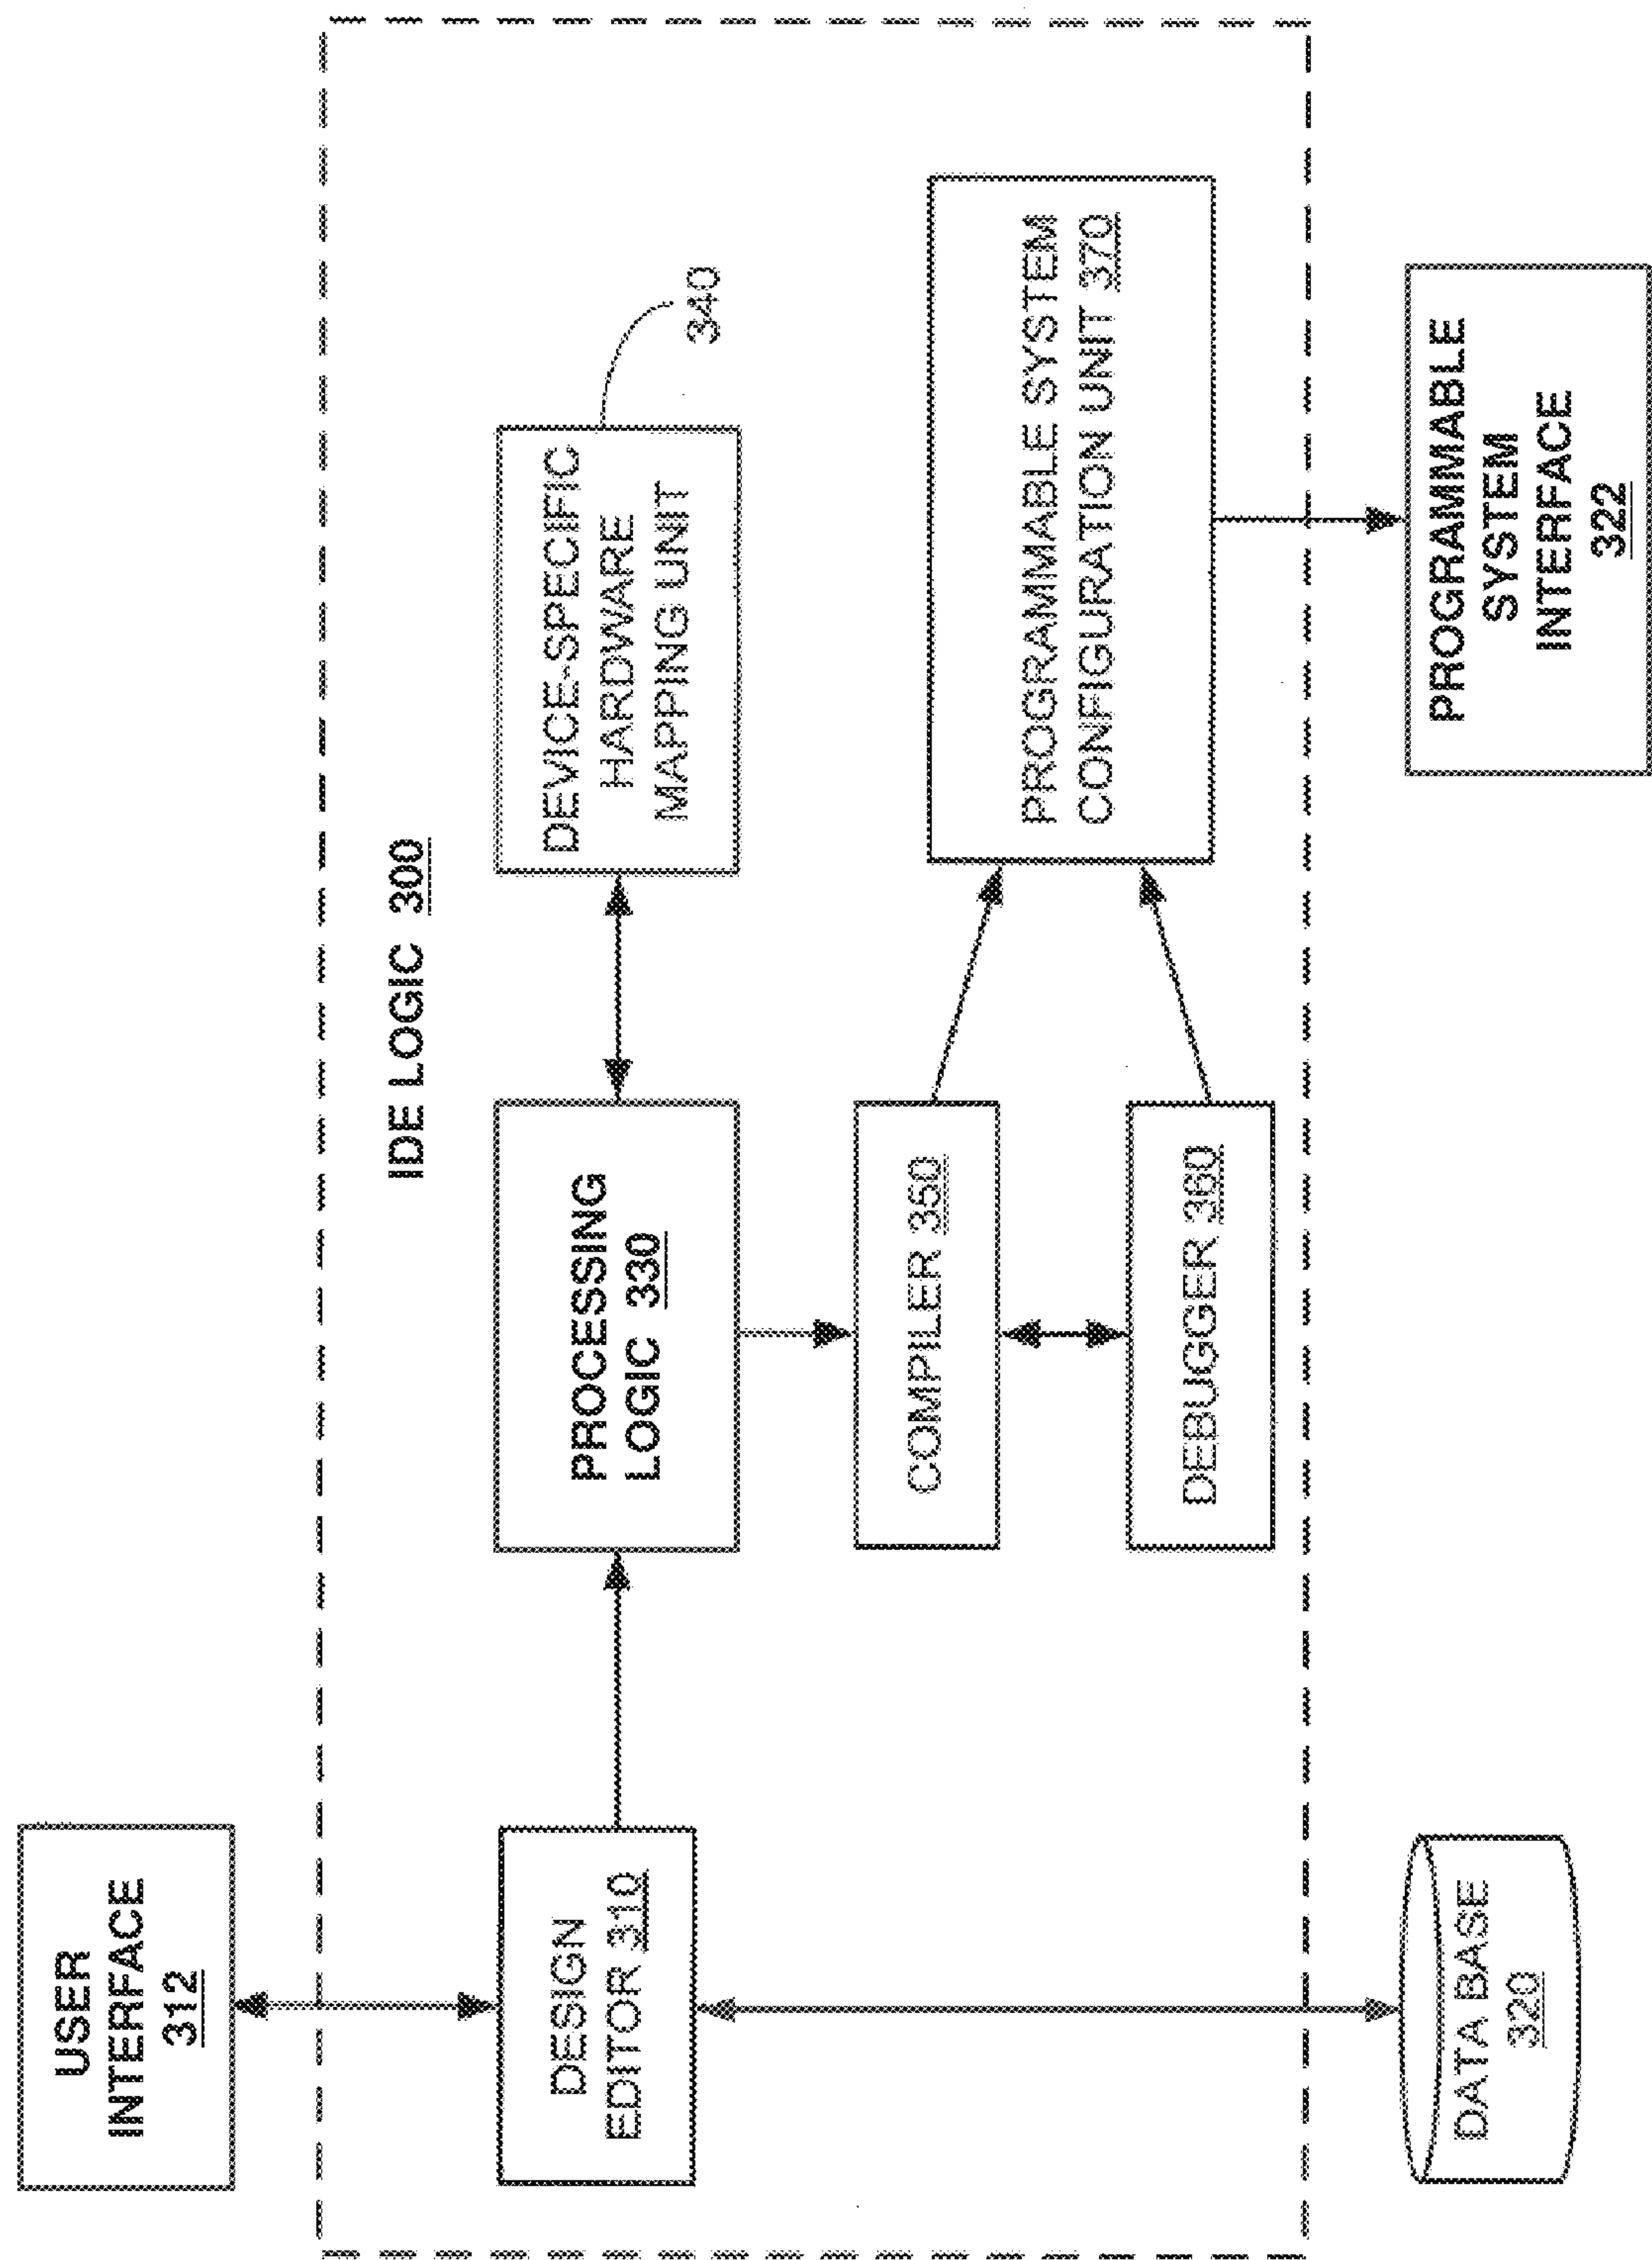 USER
INTERFACE
312
IDE LOGIC 300
DESIGN
EDITOR 310
PROCESSING
LOGIC 330
DEVICE-SPECIFIC
HARDWARE
MAPPING UNIT
340
COMPILER 350
DEBUGGER 360
PROGRAMMABLE SYSTEM
CONFIGURATION UNIT 370
DATA BASE
320
PROGRAMMABLE
SYSTEM
INTERFACE
322